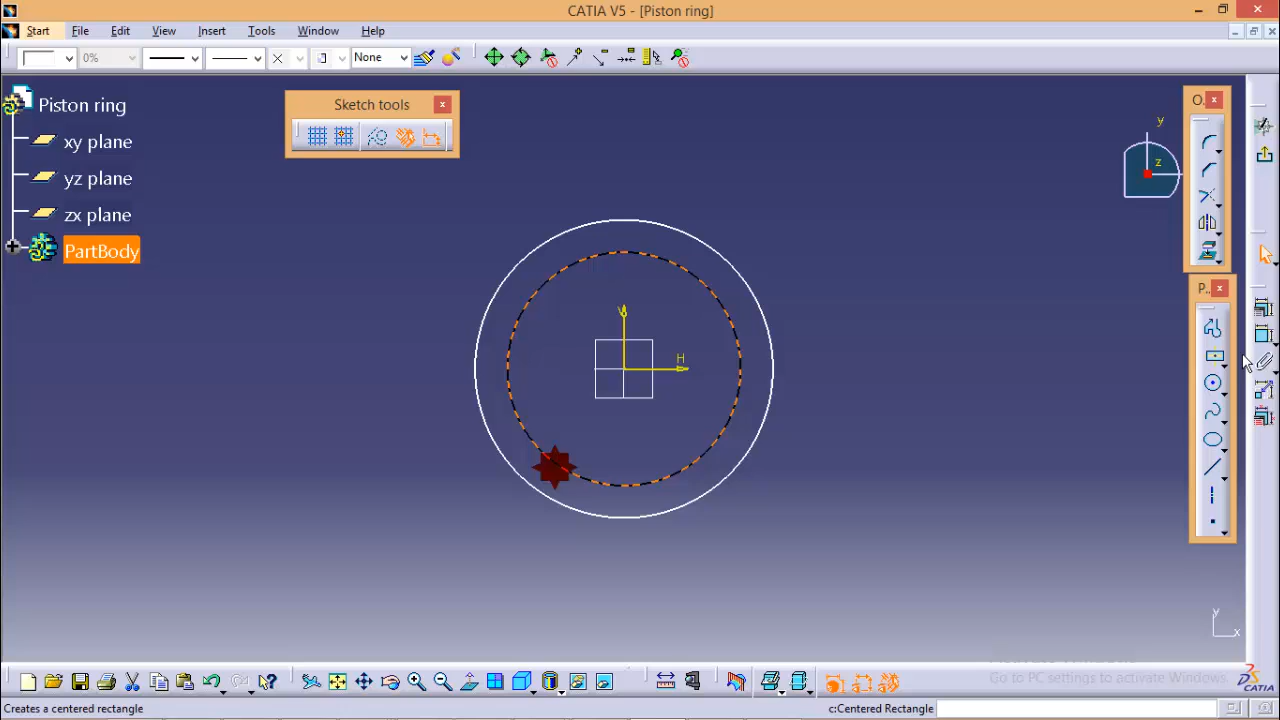 CATIA V5 - [Piston ring]
Start File Edit View Insert Tools Window Help
0% None
Sketch tools
O...
Piston ring
xy plane
yz plane
zx plane
PartBody
y
z
P...
V
H
y
x
Go to PC settings to activate Windows.
CATIA
Creates a centered rectangle
c:Centered Rectangle